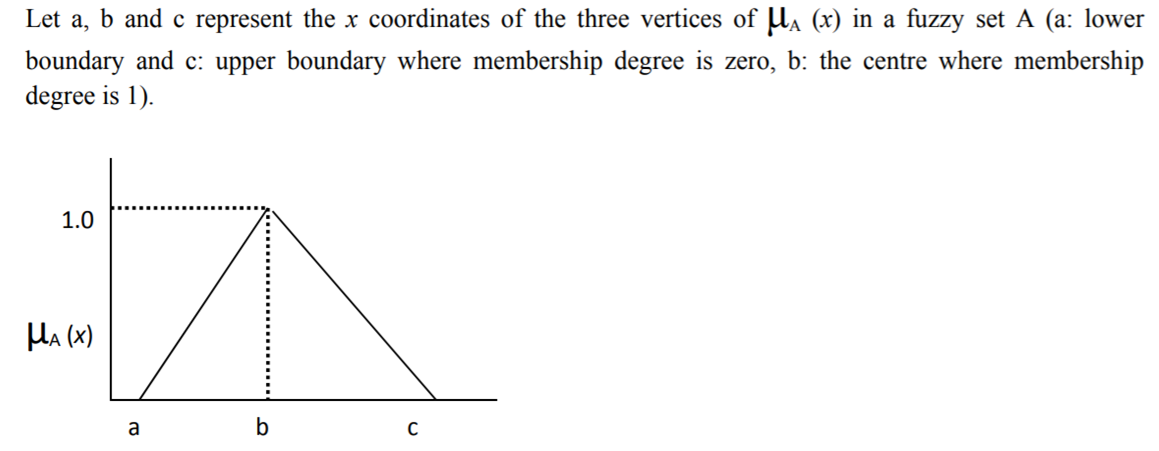 Let a, b and c represent the x coordinates of the three vertices of μA (x) in a fuzzy set A (a: lower
boundary and c: upper boundary where membership degree is zero, b: the centre where membership
degree is 1).
1.0
μA (x)
a b c